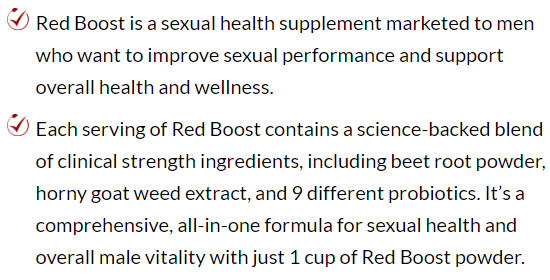 Red Boost is a sexual health supplement marketed to men
who want to improve sexual performance and support
overall health and wellness.
Each serving of Red Boost contains a science-backed blend
of clinical strength ingredients, including beet root powder,
horny goat weed extract, and 9 different probiotics. It's a
comprehensive, all-in-one formula for sexual health and
overall male vitality with just 1 cup of Red Boost powder.